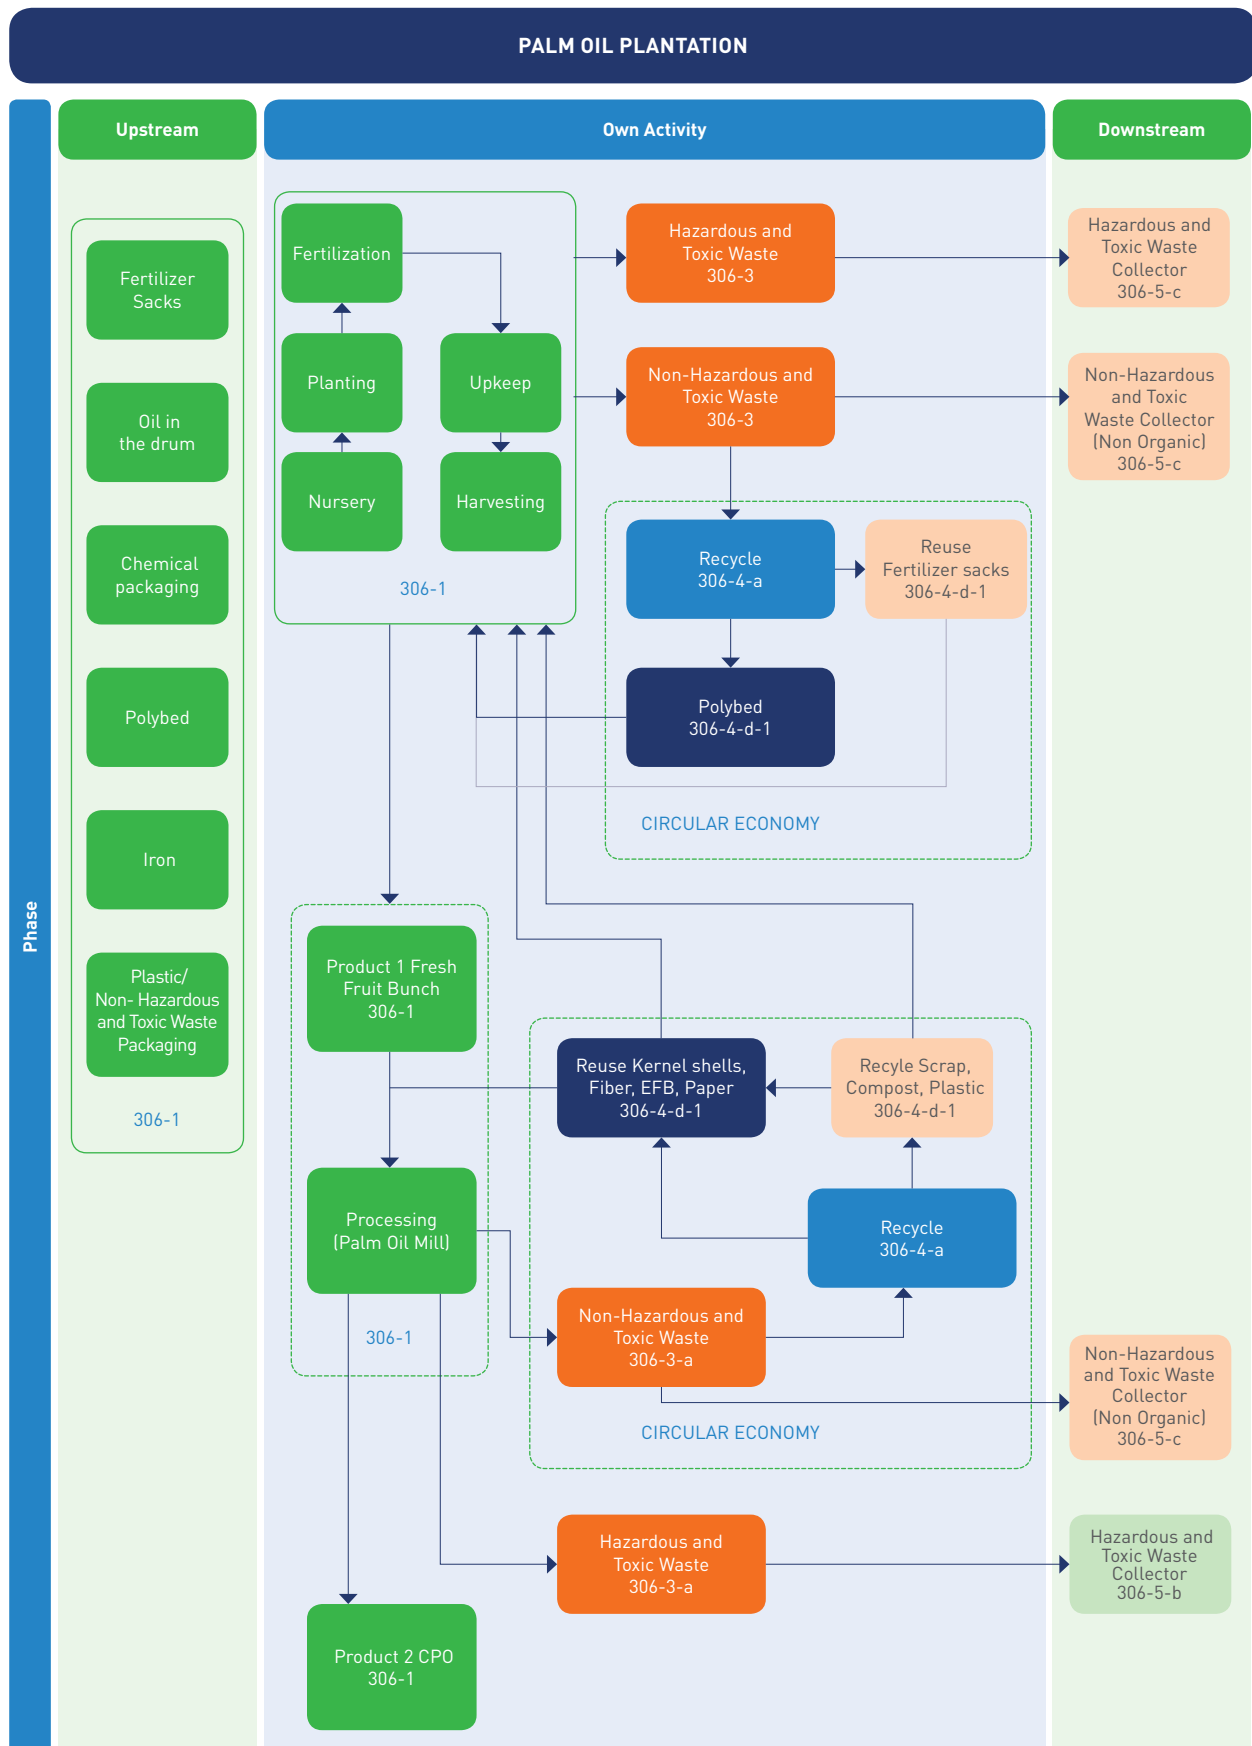 PALM OIL PLANTATION
Phase
Upstream
Own Activity
Downstream
Fertilizer
Sacks
Oil in
the drum
Chemical
packaging
Polybed
Iron
Plastic/
Non- Hazardous
and Toxic Waste
Packaging
306-1
Fertilization
Planting
Nursery
Upkeep
Harvesting
306-1
Hazardous and
Toxic Waste
306-3
Non-Hazardous and
Toxic Waste
306-3
Recycle
306-4-a
Reuse
Fertilizer sacks
306-4-d-1
Polybed
306-4-d-1
CIRCULAR ECONOMY
Product 1 Fresh
Fruit Bunch
306-1
Processing
(Palm Oil Mill)
306-1
Reuse Kernel shells,
Fiber, EFB, Paper
306-4-d-1
Recyle Scrap,
Compost, Plastic
306-4-d-1
Recycle
306-4-a
Non-Hazardous and
Toxic Waste
306-3-a
CIRCULAR ECONOMY
Hazardous and
Toxic Waste
306-3-a
Product 2 CPO
306-1
Hazardous and
Toxic Waste
Collector
306-5-c
Non-Hazardous
and Toxic
Waste Collector
(Non Organic)
306-5-c
Non-Hazardous
and Toxic Waste
Collector
(Non Organic)
306-5-c
Hazardous and
Toxic Waste
Collector
306-5-b